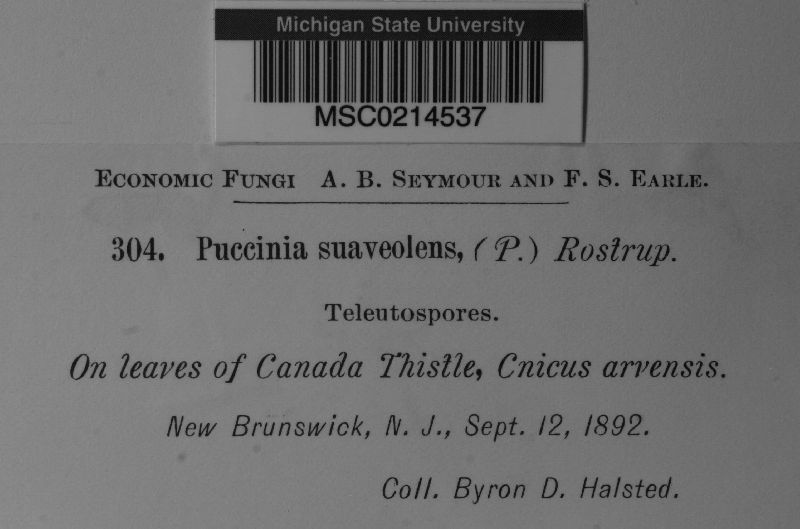 Michigan State University
MSC0214537
Economic Fungi A. B. Seymour and F. S. Earle.
304. Puccinia suaveolens, (P.) Rostrup.
Teleutospores.
On leaves of Canada Thistle, Cnicus arvensis.
New Brunswick, N. J., Sept. 12, 1892.
Coll. Byron D. Halsted.